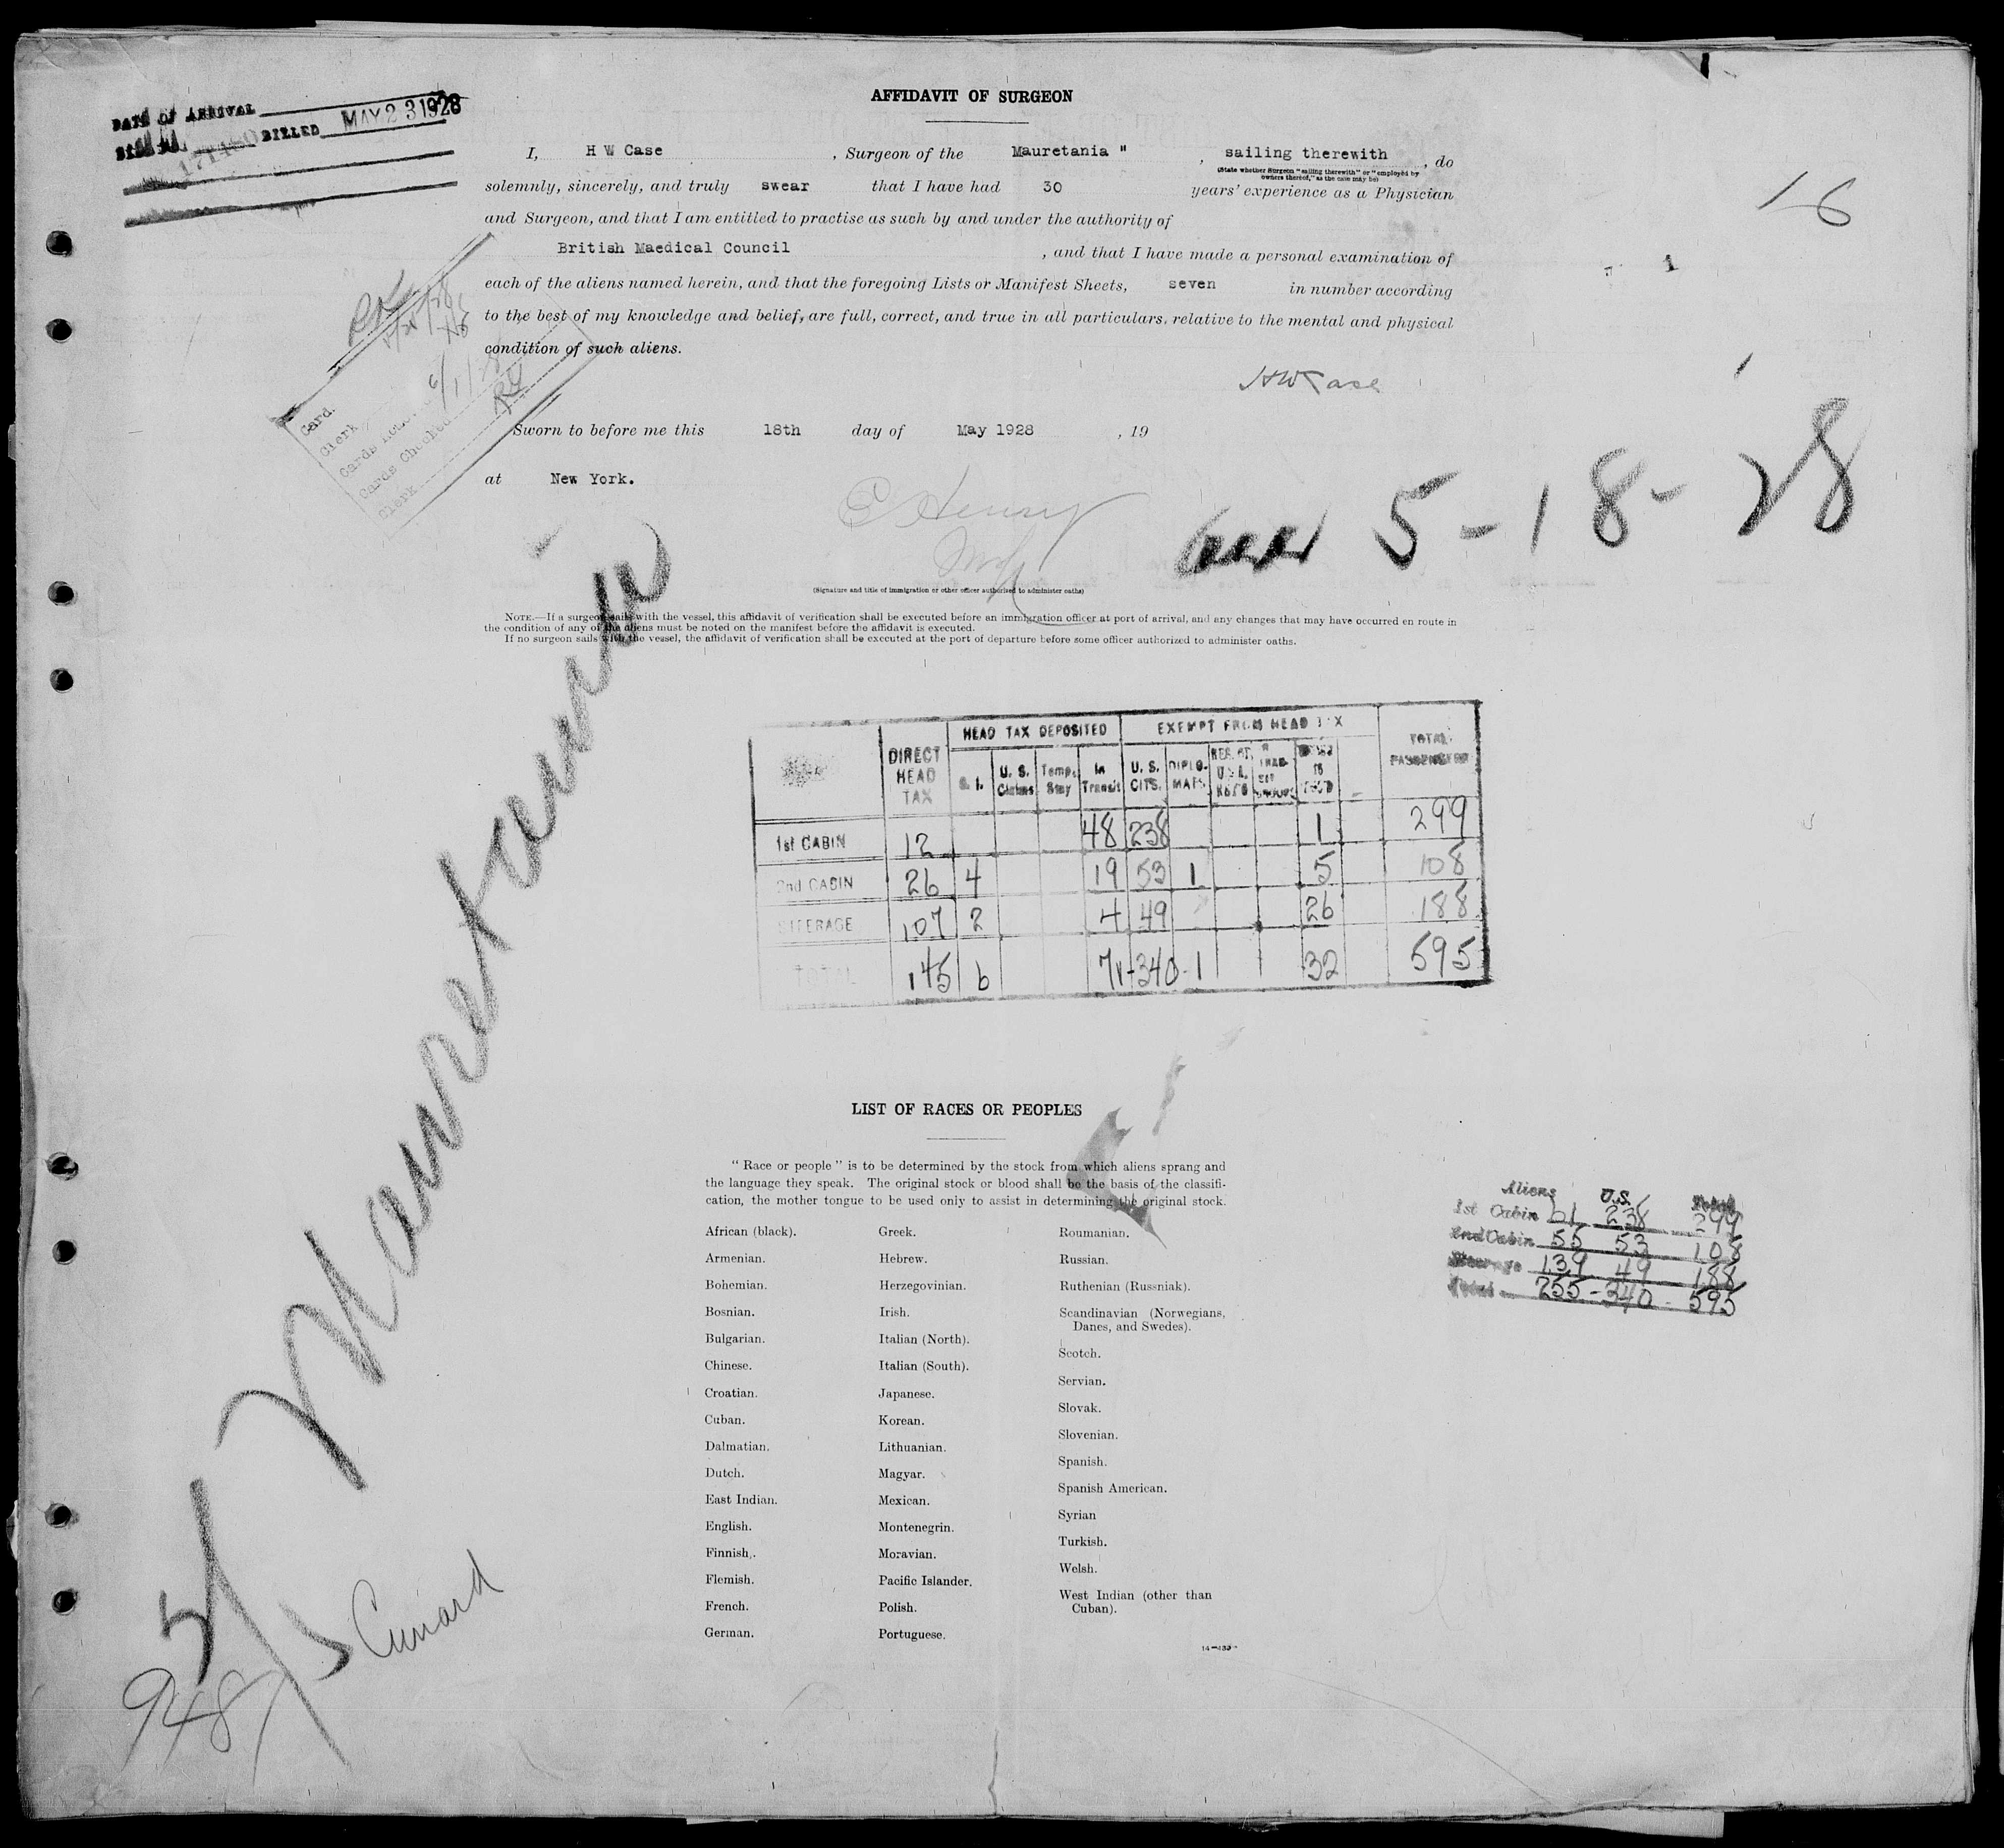 DATE OF ARRIVAL
BILLED MAY 23 1928
16
AFFIDAVIT OF SURGEON
I, H W Case , Surgeon of the Mauretania " , sailing therewith , do
(State whether Surgeon "sailing therewith" or "employed by
owners thereof," as the case may be)
solemnly, sincerely, and truly swear that I have had 30 years' experience as a Physician
and Surgeon, and that I am entitled to practise as such by and under the authority of
British Maedical Council , and that I have made a personal examination of
each of the aliens named herein, and that the foregoing Lists or Manifest Sheets, seven in number according
to the best of my knowledge and belief, are full, correct, and true in all particulars, relative to the mental and physical
condition of such aliens.
H W Case
Card.
Clerk
Cards
Cards Checked
Clerk
Sworn to before me this 18th day of May 1928 , 19
at New York.
E Henry
5-18-28
(Signature and title of immigration or other officer authorized to administer oaths)
NOTE.—If a surgeon sails with the vessel, this affidavit of verification shall be executed before an immigration officer at port of arrival, and any changes that may have occurred en route in
the condition of any of the aliens must be noted on the manifest before the affidavit is executed.
If no surgeon sails with the vessel, the affidavit of verification shall be executed at the port of departure before some officer authorized to administer oaths.
Mauretania
DIRECT HEAD TAX HEAD TAX DEPOSITED EXEMPT FROM HEAD TAX TOTAL PASSENGERS
S. I. U. S. Claims Temp. Stay In Transit U. S. CITS. DIPLOMATS
1st CABIN 12 48 238 1 299
2nd CABIN 26 4 19 53 1 5 108
STEERAGE 107 2 4 49 26 188
TOTAL 145 6 71-340-1 32 595
LIST OF RACES OR PEOPLES
" Race or people " is to be determined by the stock from which aliens sprang and
the language they speak. The original stock or blood shall be the basis of the classifi-
cation, the mother tongue to be used only to assist in determining the original stock.
African (black).
Armenian.
Bohemian.
Bosnian.
Bulgarian.
Chinese.
Croatian.
Cuban.
Dalmatian.
Dutch.
East Indian.
English.
Finnish.
Flemish.
French.
German.
Greek.
Hebrew.
Herzegovinian.
Irish.
Italian (North).
Italian (South).
Japanese.
Korean.
Lithuanian.
Magyar.
Mexican.
Montenegrin.
Moravian.
Pacific Islander.
Polish.
Portuguese.
Roumanian.
Russian.
Ruthenian (Russniak).
Scandinavian (Norwegians,
Danes, and Swedes).
Scotch.
Servian.
Slovak.
Slovenian.
Spanish.
Spanish American.
Syrian
Turkish.
Welsh.
West Indian (other than
Cuban).
Aliens U.S. Total
1st Cabin 61 238 299
2nd Cabin 55 53 108
Steerage 139 49 188
Total 255-340-595
Cunard
948